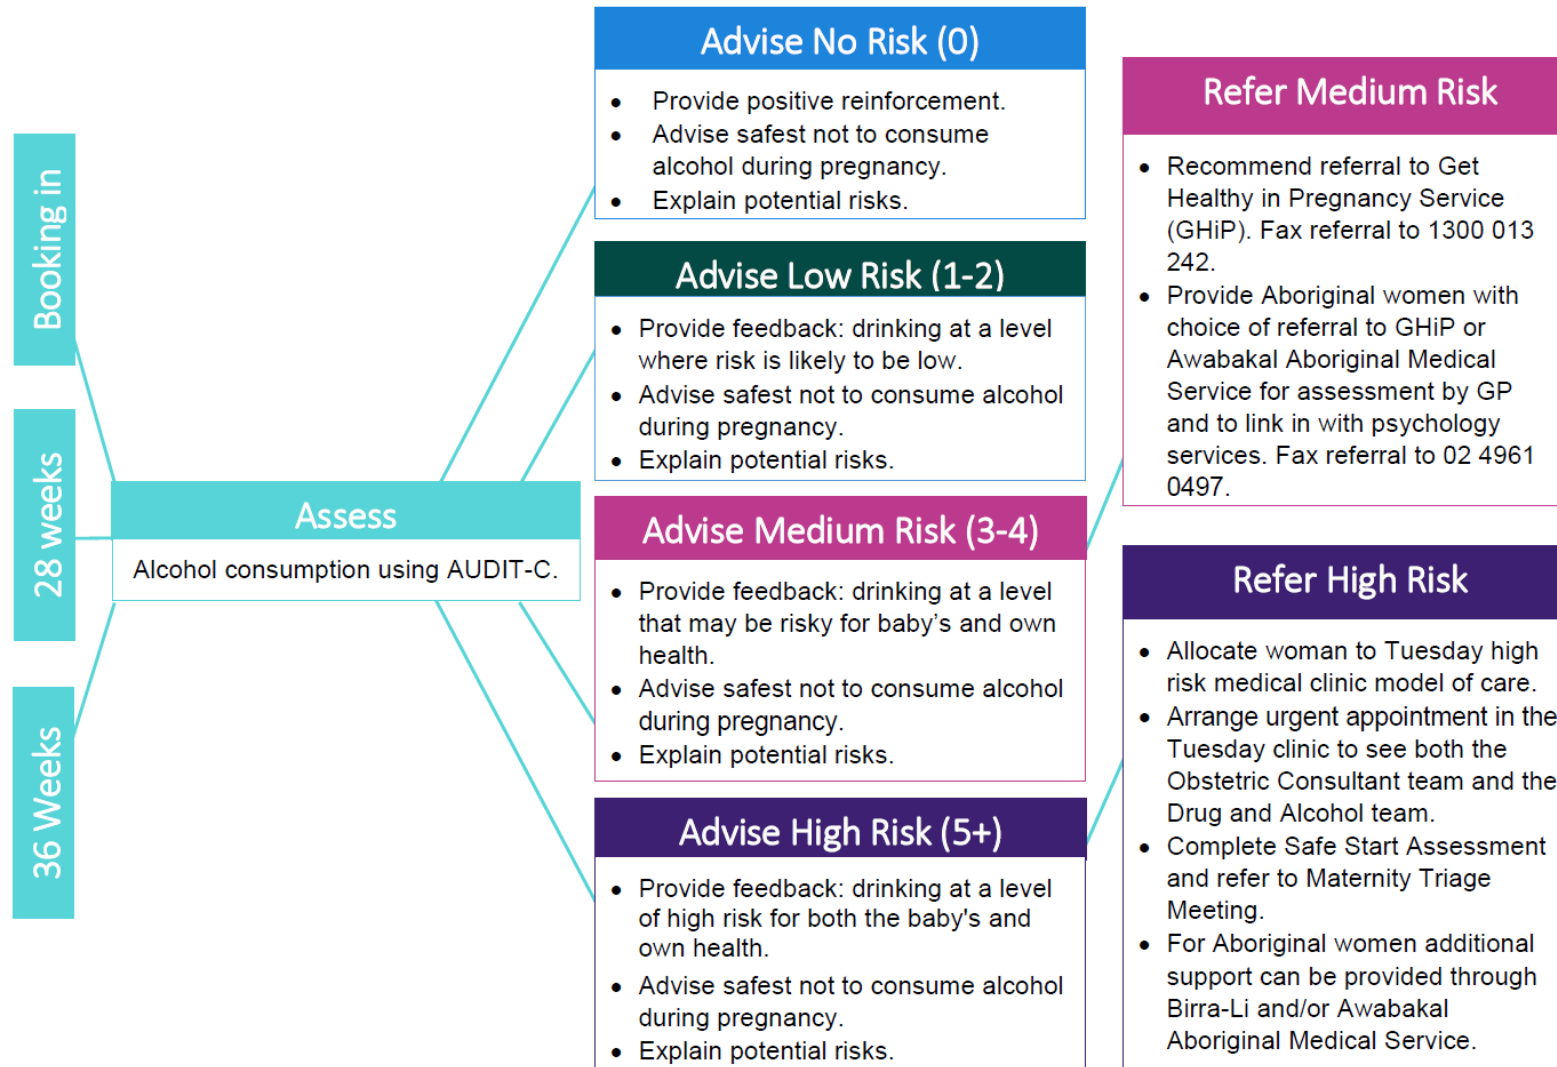 Booking in
28 weeks
36 Weeks
Assess
Alcohol consumption using AUDIT-C.
Advise No Risk (0)
• Provide positive reinforcement.
• Advise safest not to consume
alcohol during pregnancy.
• Explain potential risks.
Advise Low Risk (1-2)
• Provide feedback: drinking at a level
where risk is likely to be low.
• Advise safest not to consume alcohol
during pregnancy.
• Explain potential risks.
Advise Medium Risk (3-4)
• Provide feedback: drinking at a level
that may be risky for baby’s and own
health.
• Advise safest not to consume alcohol
during pregnancy.
• Explain potential risks.
Advise High Risk (5+)
• Provide feedback: drinking at a level
of high risk for both the baby's and
own health.
• Advise safest not to consume alcohol
during pregnancy.
• Explain potential risks.
Refer Medium Risk
• Recommend referral to Get
Healthy in Pregnancy Service
(GHiP). Fax referral to 1300 013
242.
• Provide Aboriginal women with
choice of referral to GHiP or
Awabakal Aboriginal Medical
Service for assessment by GP
and to link in with psychology
services. Fax referral to 02 4961
0497.
Refer High Risk
• Allocate woman to Tuesday high
risk medical clinic model of care.
• Arrange urgent appointment in the
Tuesday clinic to see both the
Obstetric Consultant team and the
Drug and Alcohol team.
• Complete Safe Start Assessment
and refer to Maternity Triage
Meeting.
• For Aboriginal women additional
support can be provided through
Birra-Li and/or Awabakal
Aboriginal Medical Service.